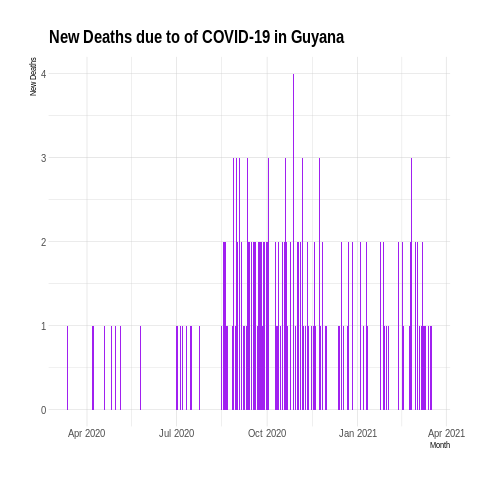 New Deaths due to of COVID-19 in Guyana
New Deaths
4
3
2
1
0
Apr 2020
Jul 2020
Oct 2020
Jan 2021
Apr 2021
Month